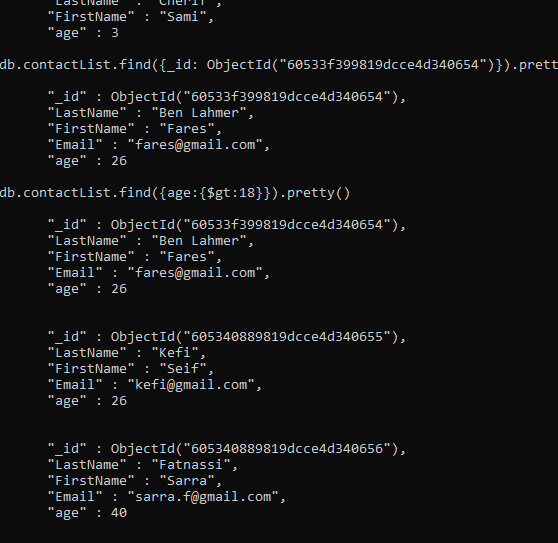 "LastName" : "Cherif",
"FirstName" : "Sami",
"age" : 3
db.contactList.find({_id: ObjectId("60533f399819dcce4d340654")}).prett
"_id" : ObjectId("60533f399819dcce4d340654"),
"LastName" : "Ben Lahmer",
"FirstName" : "Fares",
"Email" : "fares@gmail.com",
"age" : 26
db.contactList.find({age:{$gt:18}}).pretty()
"_id" : ObjectId("60533f399819dcce4d340654"),
"LastName" : "Ben Lahmer",
"FirstName" : "Fares",
"Email" : "fares@gmail.com",
"age" : 26
"_id" : ObjectId("605340889819dcce4d340655"),
"LastName" : "Kefi",
"FirstName" : "Seif",
"Email" : "kefi@gmail.com",
"age" : 26
"_id" : ObjectId("605340889819dcce4d340656"),
"LastName" : "Fatnassi",
"FirstName" : "Sarra",
"Email" : "sarra.f@gmail.com",
"age" : 40